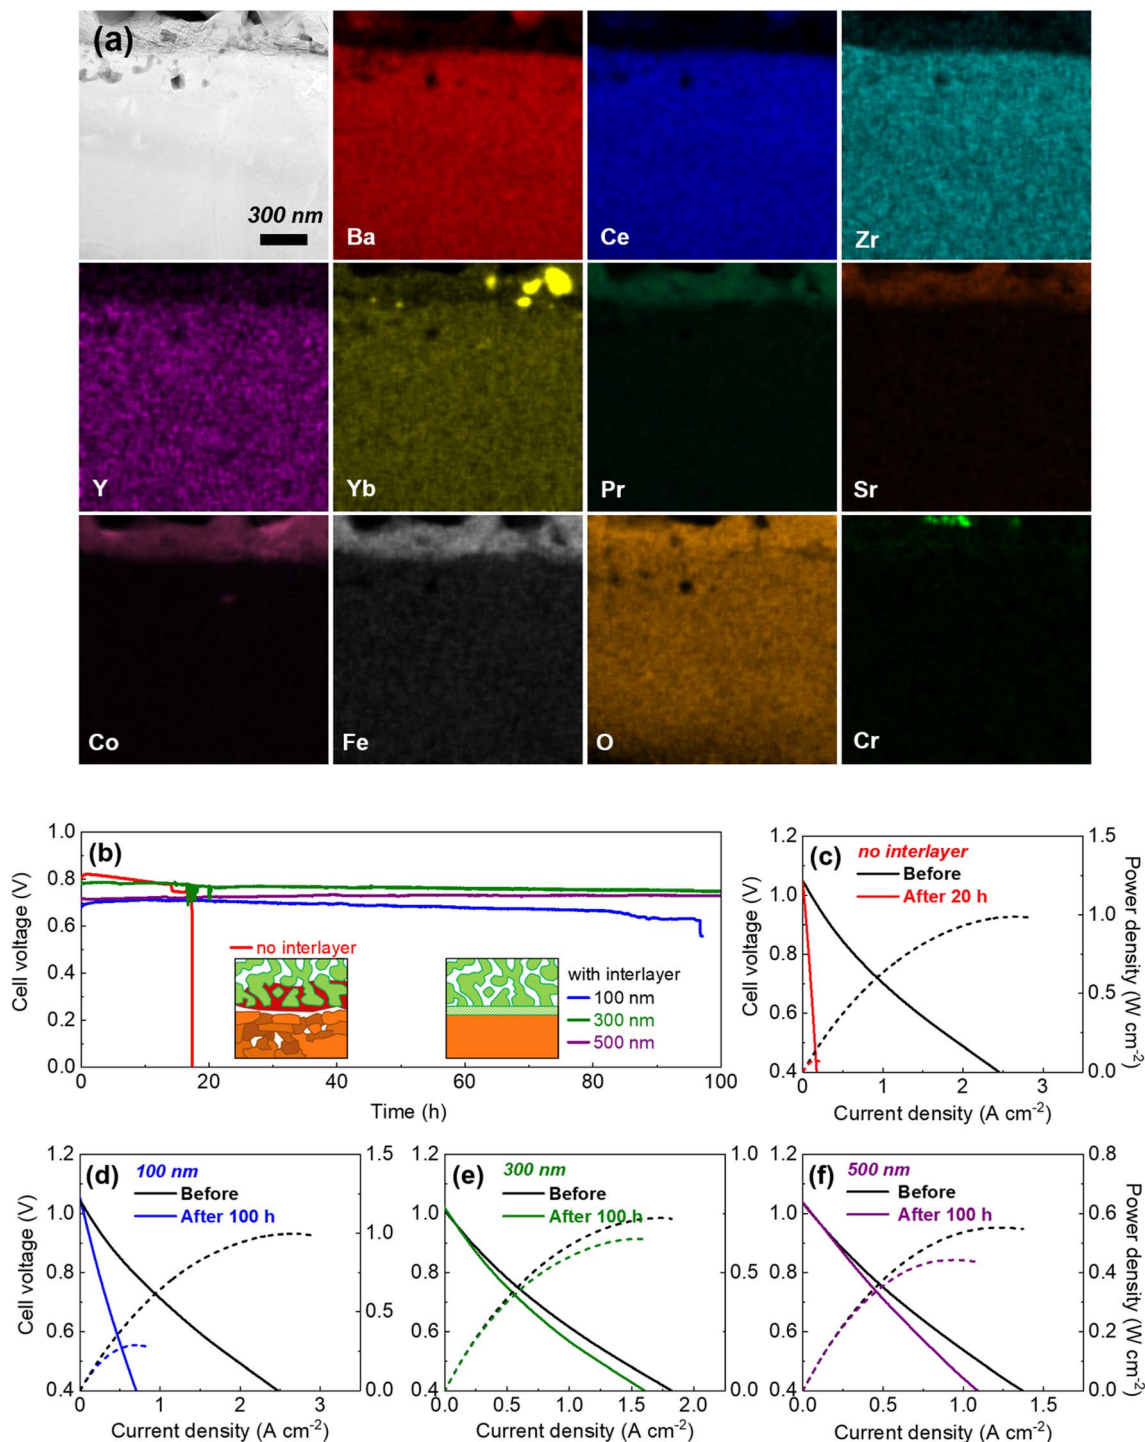 (a)
300 nm
Ba
Ce
Zr
Y
Yb
Pr
Sr
Co
Fe
O
Cr
(b)
Cell voltage (V)
1.0
0.8
0.6
0.4
0.2
0.0
no interlayer
with interlayer
100 nm
300 nm
500 nm
0 20 40 60 80 100
Time (h)
(c)
no interlayer
Before
After 20 h
Cell voltage (V)
1.2
1.0
0.8
0.6
0.4
Power density (W cm⁻²)
1.5
1.0
0.5
0.0
0 1 2 3
Current density (A cm⁻²)
(d)
100 nm
Before
After 100 h
Cell voltage (V)
1.2
1.0
0.8
0.6
0.4
1.5
1.0
0.5
0.0
0 1 2 3
Current density (A cm⁻²)
(e)
300 nm
Before
After 100 h
1.2
1.0
0.8
0.6
0.4
1.0
0.5
0.0
0.0 0.5 1.0 1.5 2.0
Current density (A cm⁻²)
(f)
500 nm
Before
After 100 h
1.2
1.0
0.8
0.6
0.4
Power density (W cm⁻²)
0.8
0.6
0.4
0.2
0.0
0.0 0.5 1.0 1.5
Current density (A cm⁻²)